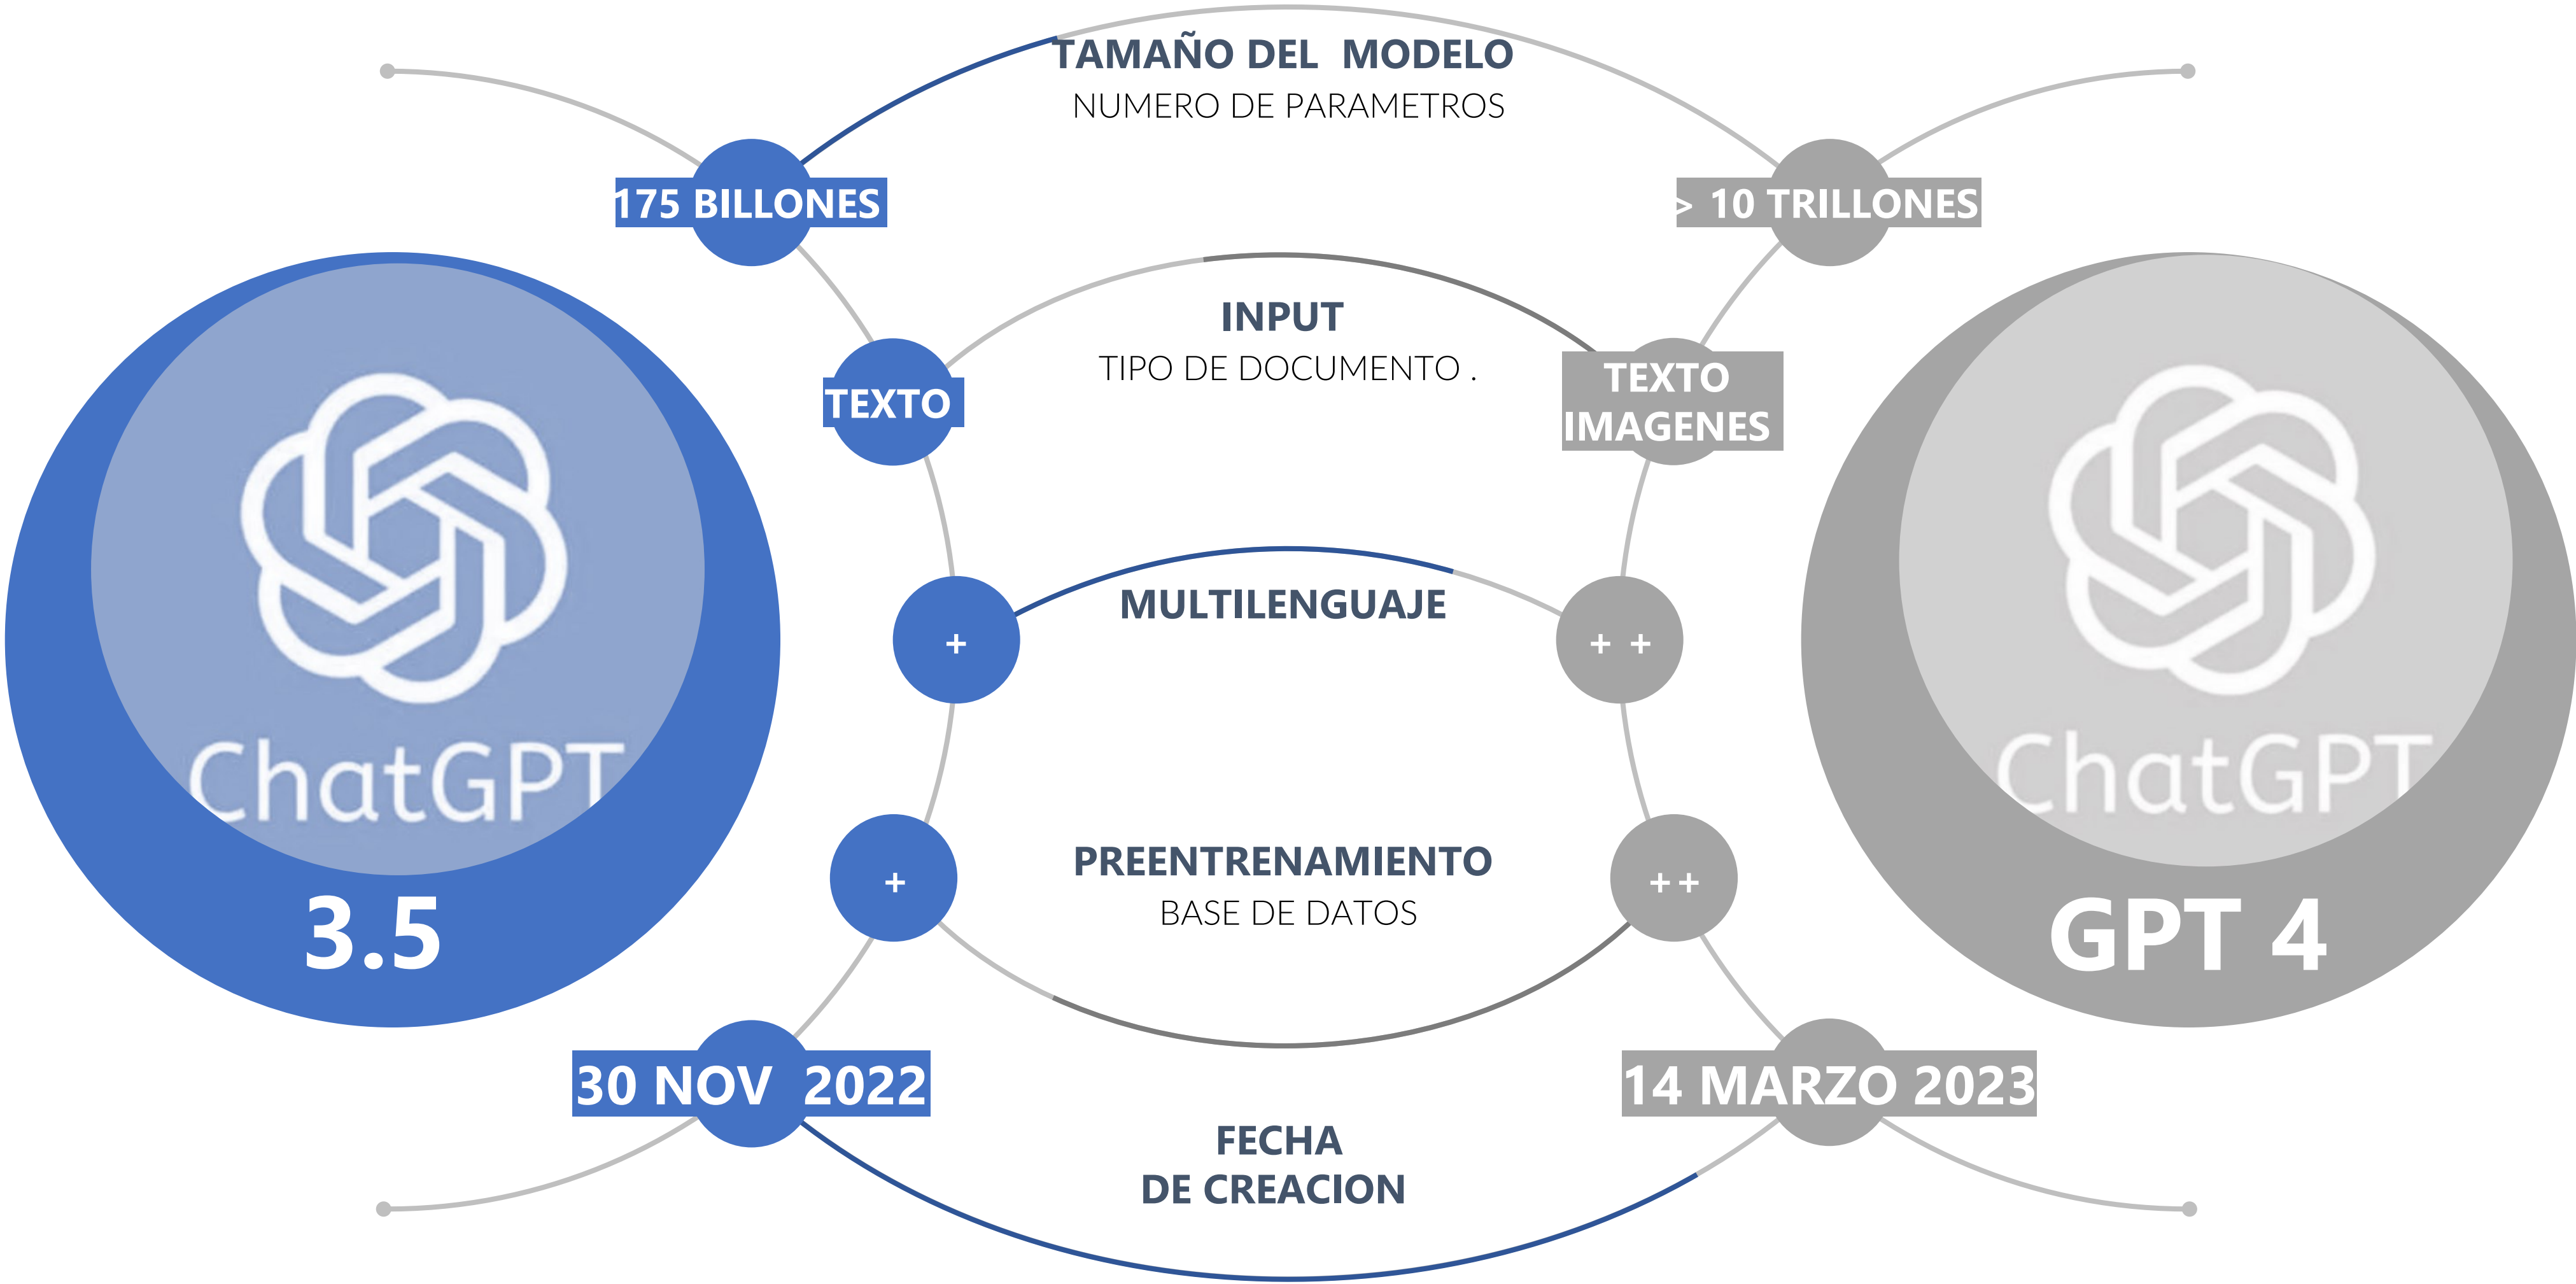 TAMAÑO DEL MODELO
NUMERO DE PARAMETROS
175 BILLONES
> 10 TRILLONES
INPUT
TIPO DE DOCUMENTO .
TEXTO
TEXTO
IMAGENES
MULTILENGUAJE
+
+ +
ChatGPT
ChatGPT
PREENTRENAMIENTO
BASE DE DATOS
+
++
3.5
GPT 4
30 NOV 2022
14 MARZO 2023
FECHA
DE CREACION